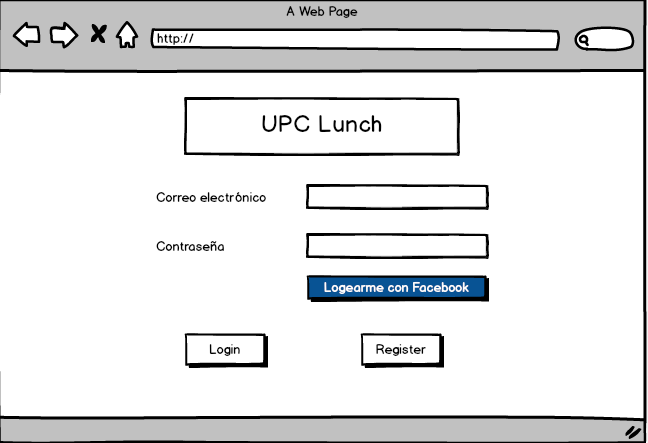 A Web Page
http://
UPC Lunch
Correo electrónico
Contraseña
Logearme con Facebook
Login
Register